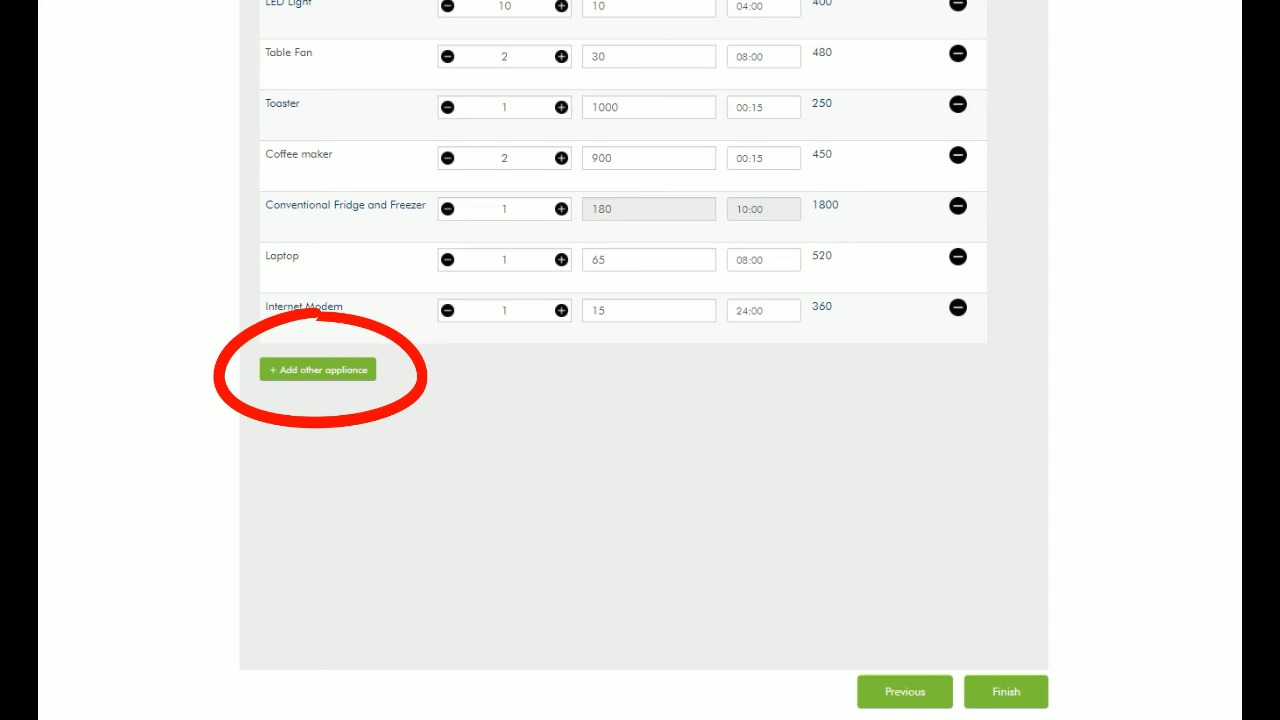 LED Light 10 10 04:00 400
Table Fan 2 30 08:00 480
Toaster 1 1000 00:15 250
Coffee maker 2 900 00:15 450
Conventional Fridge and Freezer 1 180 10:00 1800
Laptop 1 65 08:00 520
Internet Modem 1 15 24:00 360
+ Add other appliance
Previous Finish